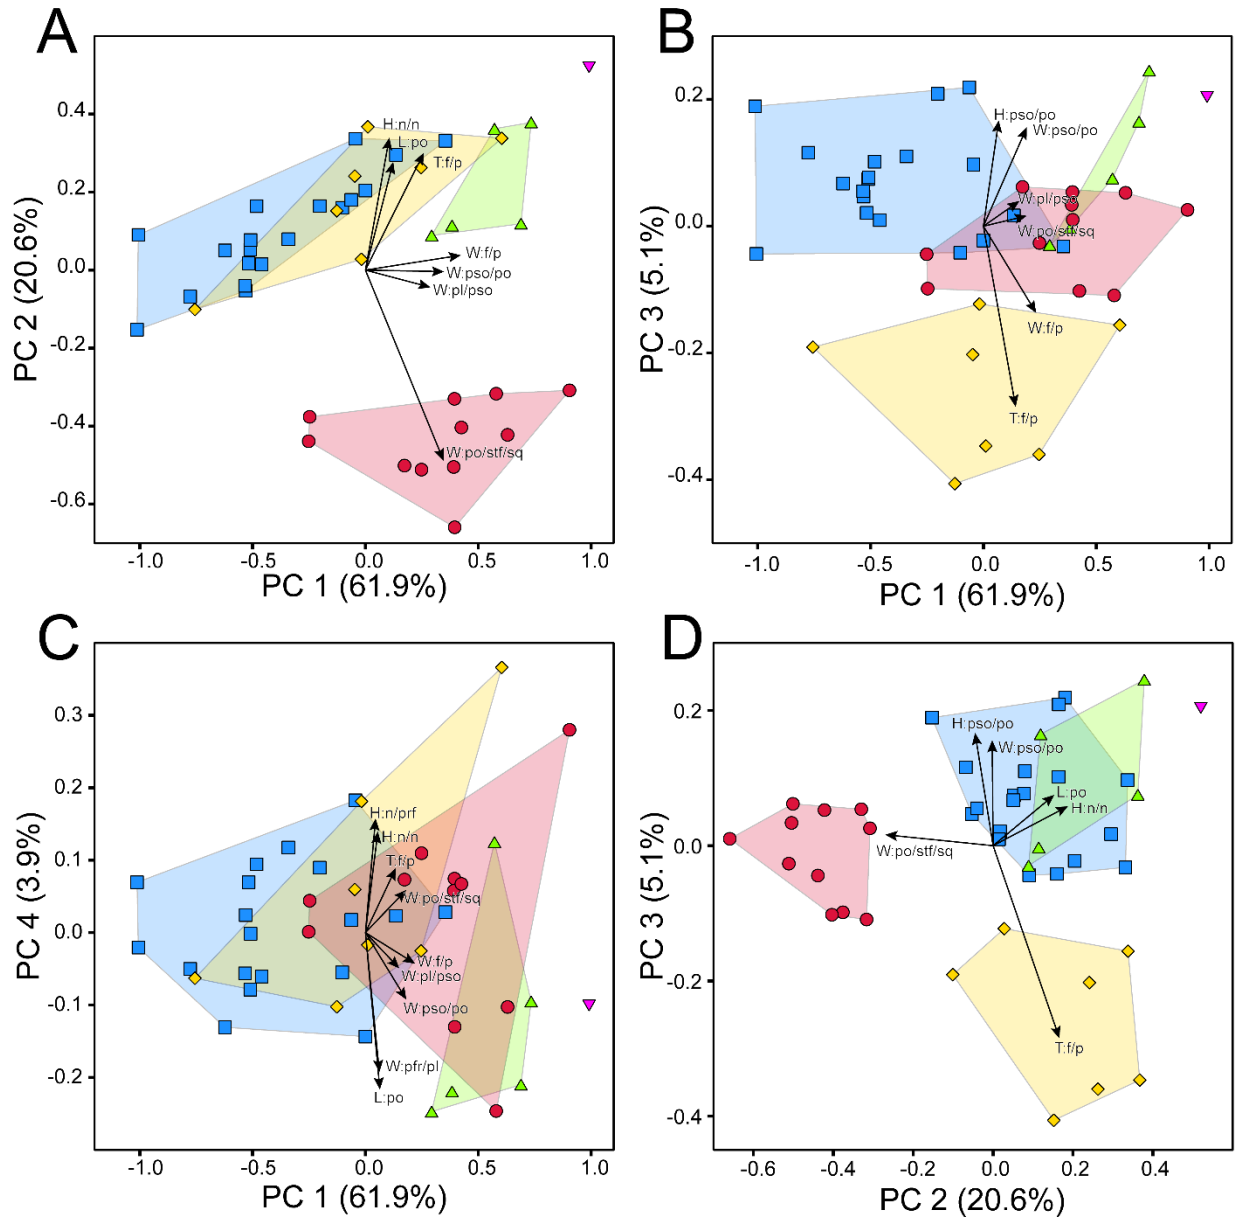 A
PC 2 (20.6%)
0.4
0.2
0.0
-0.2
-0.4
-0.6
H:n/n
L:po
T:f/p
W:f/p
W:pso/po
W:pl/pso
W:po/stf/sq
-1.0 -0.5 0.0 0.5 1.0
PC 1 (61.9%)
B
PC 3 (5.1%)
0.2
0.0
-0.2
-0.4
H:pso/po
W:pso/po
W:pl/pso
W:po/stf/sq
W:f/p
T:f/p
-1.0 -0.5 0.0 0.5 1.0
PC 1 (61.9%)
C
PC 4 (3.9%)
0.3
0.2
0.1
0.0
-0.1
-0.2
H:n/prf
H:n/n
T:f/p
W:po/stf/sq
W:f/p
W:pl/pso
W:pso/po
W:pfr/pl
L:po
-1.0 -0.5 0.0 0.5 1.0
PC 1 (61.9%)
D
PC 3 (5.1%)
0.2
0.0
-0.2
-0.4
H:pso/po
W:pso/po
L:po
H:n/n
W:po/stf/sq
T:f/p
-0.6 -0.4 -0.2 0.0 0.2 0.4
PC 2 (20.6%)